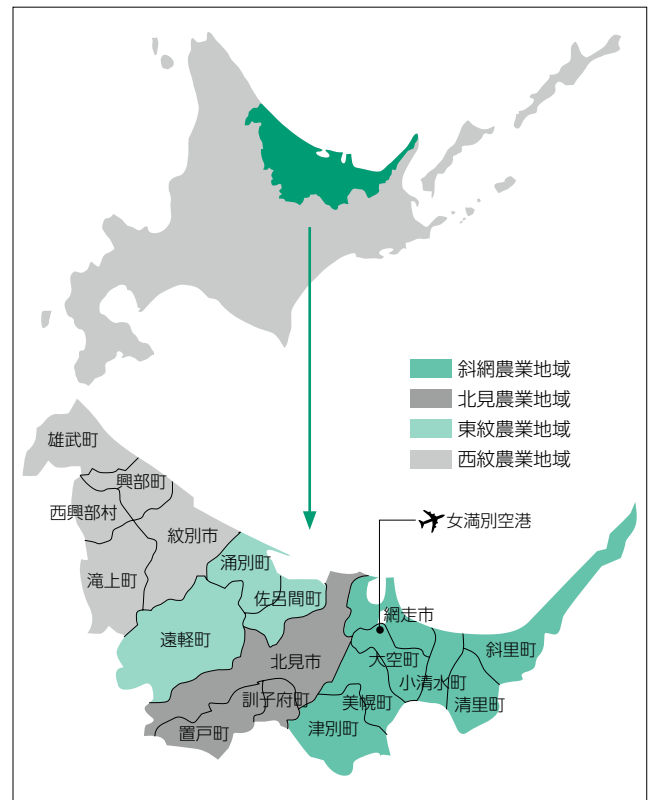 斜網農業地域
北見農業地域
東紋農業地域
西紋農業地域
雄武町
興部町
西興部村
紋別市
滝上町
湧別町
佐呂間町
遠軽町
女満別空港
網走市
大空町
斜里町
小清水町
清里町
北見市
訓子府町
美幌町
置戸町
津別町